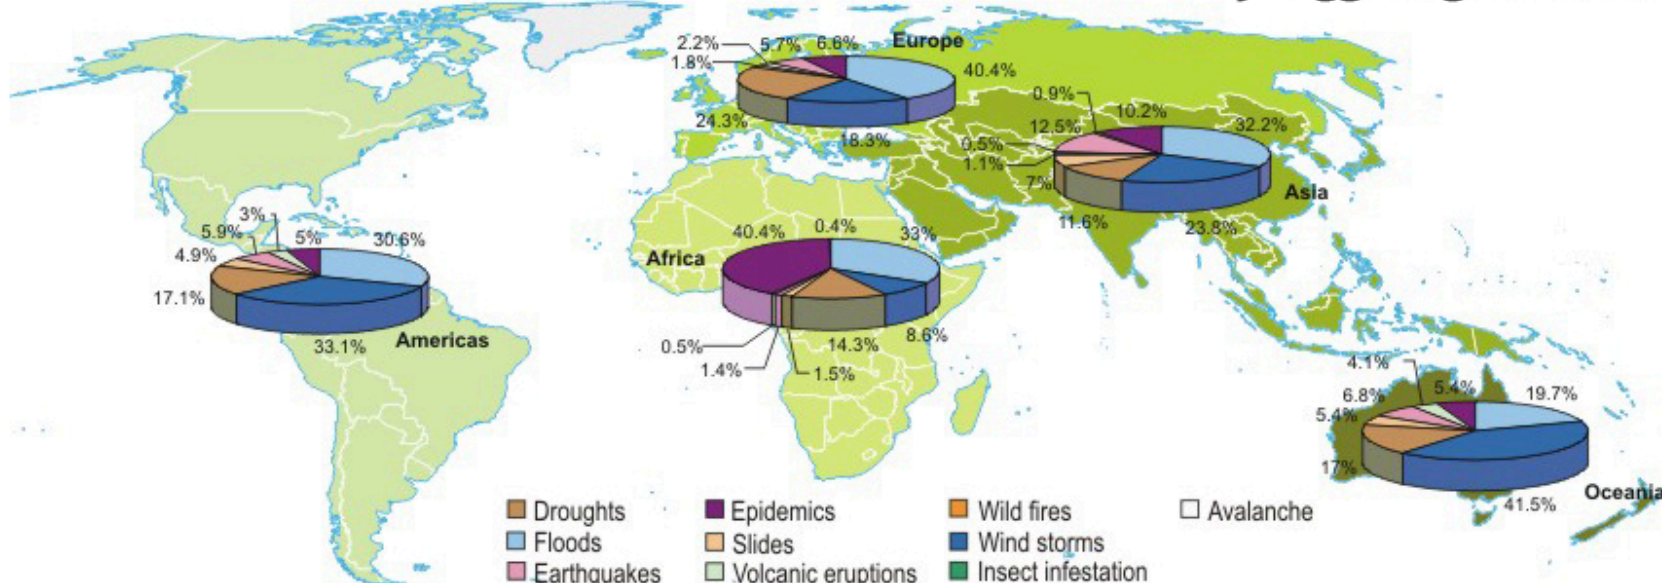 Europe
2.2%
5.7%
6.6%
1.8%
40.4%
24.3%
18.3%
0.9%
10.2%
12.5%
32.2%
0.5%
1.1%
7%
11.6%
23.8%
Asia
3%
5.9%
5%
30.6%
4.9%
17.1%
33.1%
Americas
40.4%
0.4%
33%
Africa
0.5%
14.3%
8.6%
1.4%
1.5%
4.1%
6.8%
5.4%
19.7%
5.4%
17%
41.5%
Oceania
Droughts
Floods
Earthquakes
Epidemics
Slides
Volcanic eruptions
Wild fires
Wind storms
Insect infestation
Avalanche